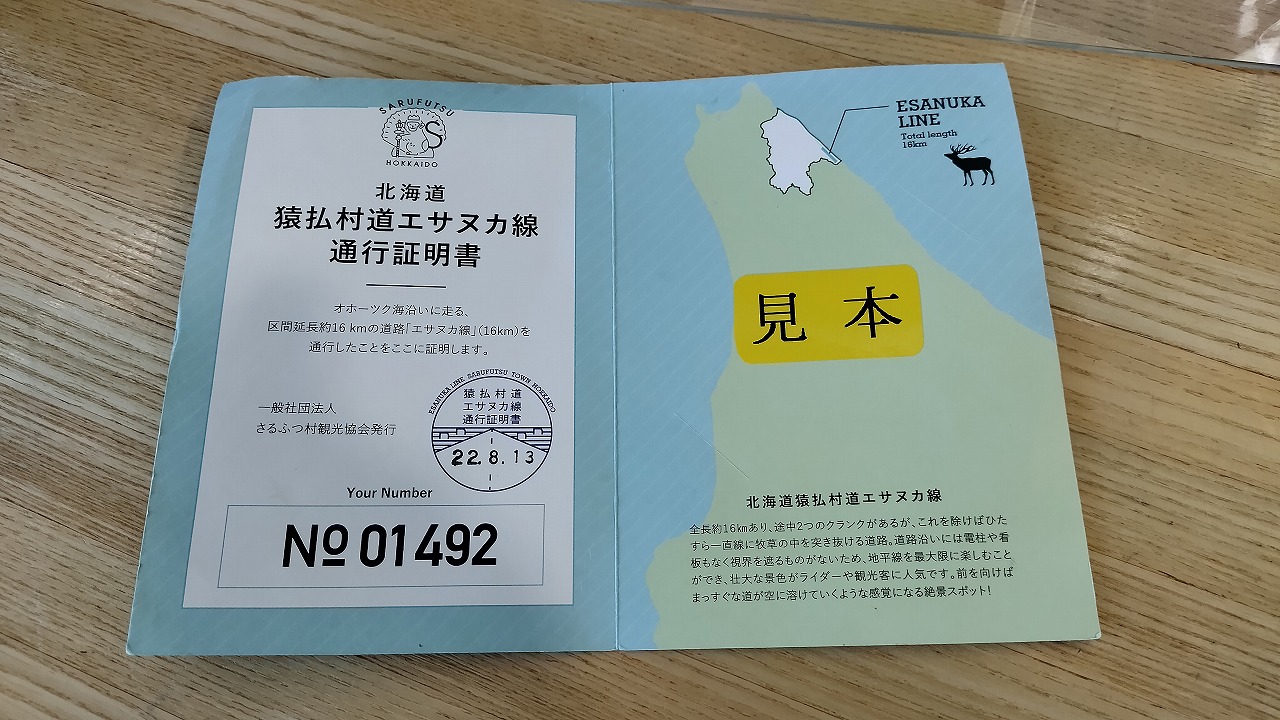 SARUFUTSU
HOKKAIDO
北海道
猿払村道エサヌカ線
通行証明書
オホーツク海沿いに走る、
区間延長約16 kmの道路「エサヌカ線」(16km)を
通行したことをここに証明します。
一般社団法人
さるふつ村観光協会発行
ESANUKA LINE SARUFUTSU TOWN HOKKAIDO
猿払村道
エサヌカ線
通行証明書
22.8.13
Your Number
№ 01492
ESANUKA
LINE
Total length
16km
見本
北海道猿払村道エサヌカ線
全長約16㎞あり、途中2つのクランクがあるが、これを除けばひた
すら一直線に牧草の中を突き抜ける道路。道路沿いには電柱や看
板もなく視界を遮るものがないため、地平線を最大限に楽しむこと
ができ、壮大な景色がライダーや観光客に人気です。前を向けば
まっすぐな道が空に溶けていくような感覚になる絶景スポット!